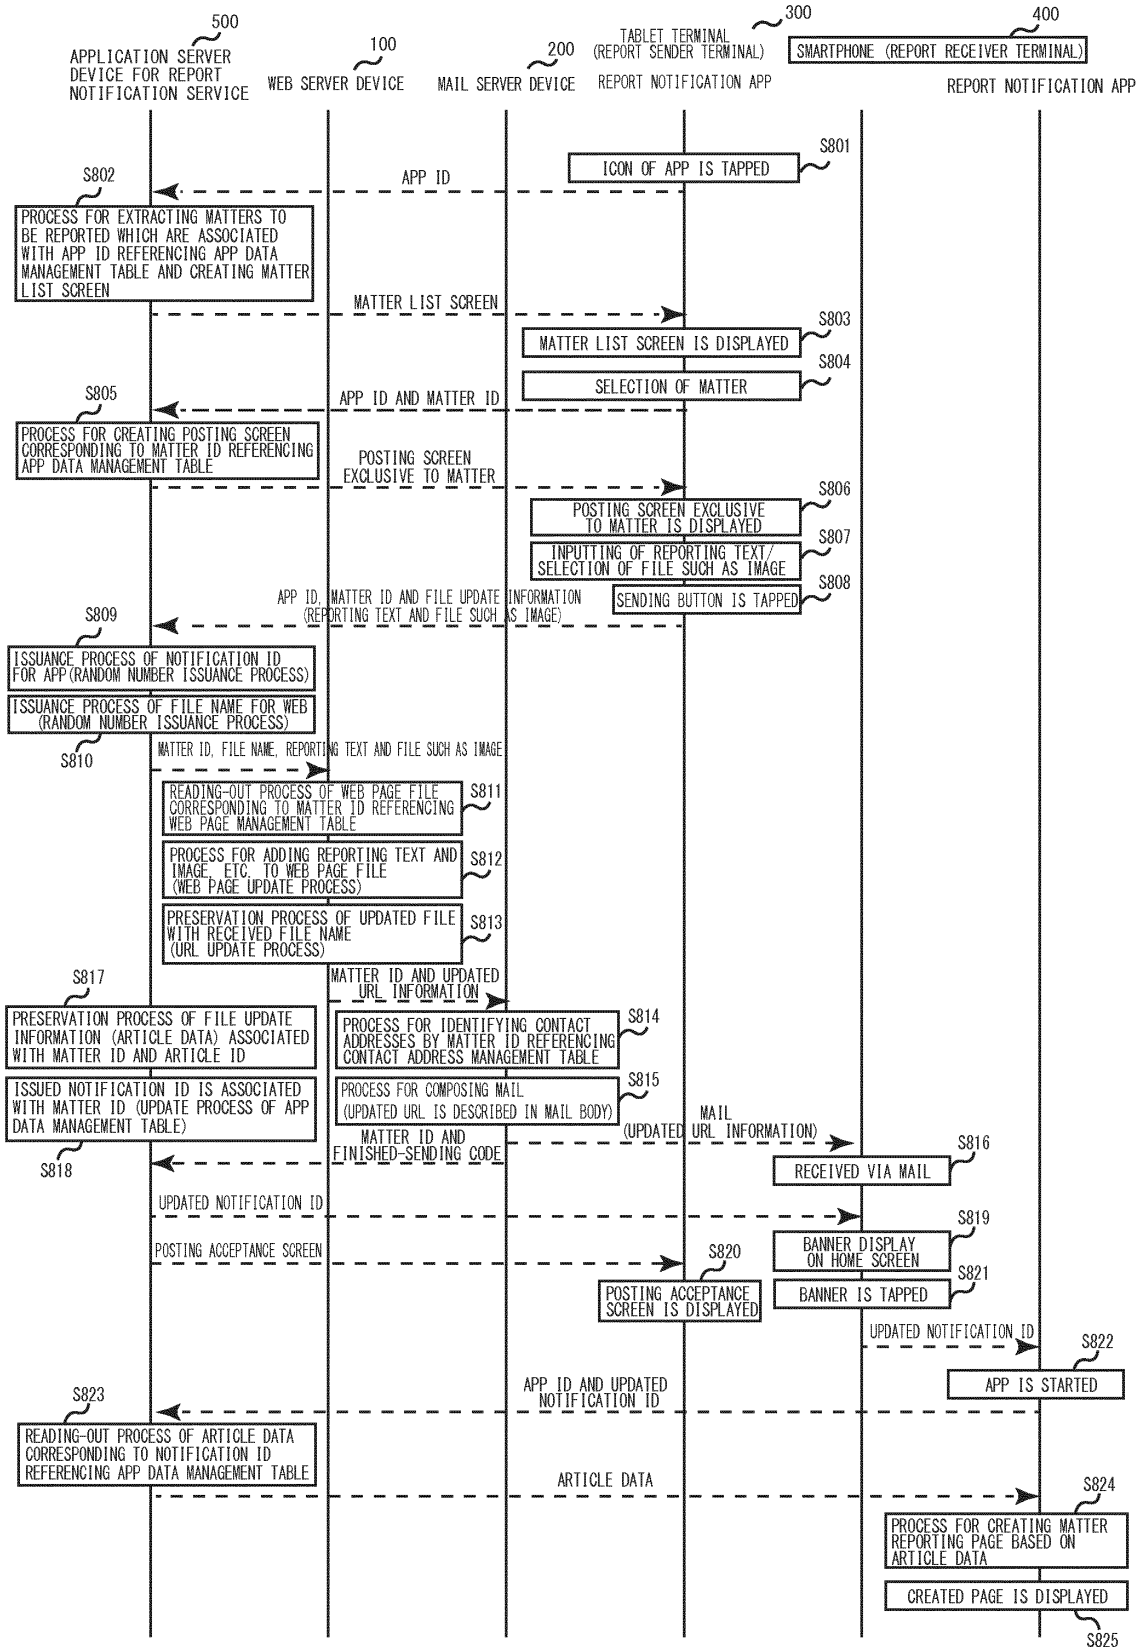 500
APPLICATION SERVER
DEVICE FOR REPORT
NOTIFICATION SERVICE
100
WEB SERVER DEVICE
200
MAIL SERVER DEVICE
300
TABLET TERMINAL
(REPORT SENDER TERMINAL)
REPORT NOTIFICATION APP
400
SMARTPHONE (REPORT RECEIVER TERMINAL)
REPORT NOTIFICATION APP
S801
ICON OF APP IS TAPPED
APP ID
S802
PROCESS FOR EXTRACTING MATTERS TO
BE REPORTED WHICH ARE ASSOCIATED
WITH APP ID REFERENCING APP DATA
MANAGEMENT TABLE AND CREATING MATTER
LIST SCREEN
MATTER LIST SCREEN
S803
MATTER LIST SCREEN IS DISPLAYED
S804
SELECTION OF MATTER
APP ID AND MATTER ID
S805
PROCESS FOR CREATING POSTING SCREEN
CORRESPONDING TO MATTER ID REFERENCING
APP DATA MANAGEMENT TABLE
POSTING SCREEN
EXCLUSIVE TO MATTER
S806
POSTING SCREEN EXCLUSIVE
TO MATTER IS DISPLAYED
S807
INPUTTING OF REPORTING TEXT/
SELECTION OF FILE SUCH AS IMAGE
S808
SENDING BUTTON IS TAPPED
APP ID, MATTER ID AND FILE UPDATE INFORMATION
(REPORTING TEXT AND FILE SUCH AS IMAGE)
S809
ISSUANCE PROCESS OF NOTIFICATION ID
FOR APP(RANDOM NUMBER ISSUANCE PROCESS)
ISSUANCE PROCESS OF FILE NAME FOR WEB
(RANDOM NUMBER ISSUANCE PROCESS)
S810
MATTER ID, FILE NAME, REPORTING TEXT AND FILE SUCH AS IMAGE
S811
READING-OUT PROCESS OF WEB PAGE FILE
CORRESPONDING TO MATTER ID REFERENCING
WEB PAGE MANAGEMENT TABLE
S812
PROCESS FOR ADDING REPORTING TEXT AND
IMAGE, ETC. TO WEB PAGE FILE
(WEB PAGE UPDATE PROCESS)
S813
PRESERVATION PROCESS OF UPDATED FILE
WITH RECEIVED FILE NAME
(URL UPDATE PROCESS)
MATTER ID AND UPDATED
URL INFORMATION
S817
PRESERVATION PROCESS OF FILE UPDATE
INFORMATION (ARTICLE DATA) ASSOCIATED
WITH MATTER ID AND ARTICLE ID
S814
PROCESS FOR IDENTIFYING CONTACT
ADDRESSES BY MATTER ID REFERENCING
CONTACT ADDRESS MANAGEMENT TABLE
ISSUED NOTIFICATION ID IS ASSOCIATED
WITH MATTER ID (UPDATE PROCESS OF APP
DATA MANAGEMENT TABLE)
S818
S815
PROCESS FOR COMPOSING MAIL
(UPDATED URL IS DESCRIBED IN MAIL BODY)
MAIL
(UPDATED URL INFORMATION)
MATTER ID AND
FINISHED-SENDING CODE
S816
RECEIVED VIA MAIL
UPDATED NOTIFICATION ID
S819
BANNER DISPLAY
ON HOME SCREEN
POSTING ACCEPTANCE SCREEN
S820
POSTING ACCEPTANCE
SCREEN IS DISPLAYED
S821
BANNER IS TAPPED
UPDATED NOTIFICATION ID
S822
APP IS STARTED
APP ID AND UPDATED
NOTIFICATION ID
S823
READING-OUT PROCESS OF ARTICLE DATA
CORRESPONDING TO NOTIFICATION ID
REFERENCING APP DATA MANAGEMENT TABLE
ARTICLE DATA
S824
PROCESS FOR CREATING MATTER
REPORTING PAGE BASED ON
ARTICLE DATA
CREATED PAGE IS DISPLAYED
S825